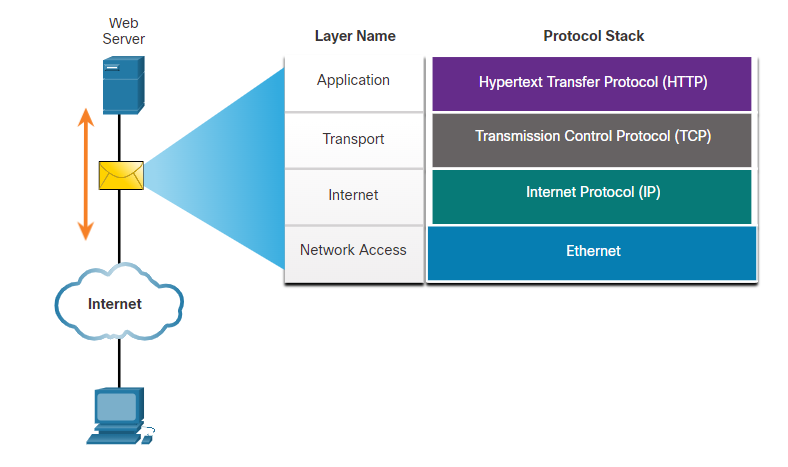 Web
Server
Layer Name
Protocol Stack
Application
Hypertext Transfer Protocol (HTTP)
Transport
Transmission Control Protocol (TCP)
Internet
Internet Protocol (IP)
Network Access
Ethernet
Internet